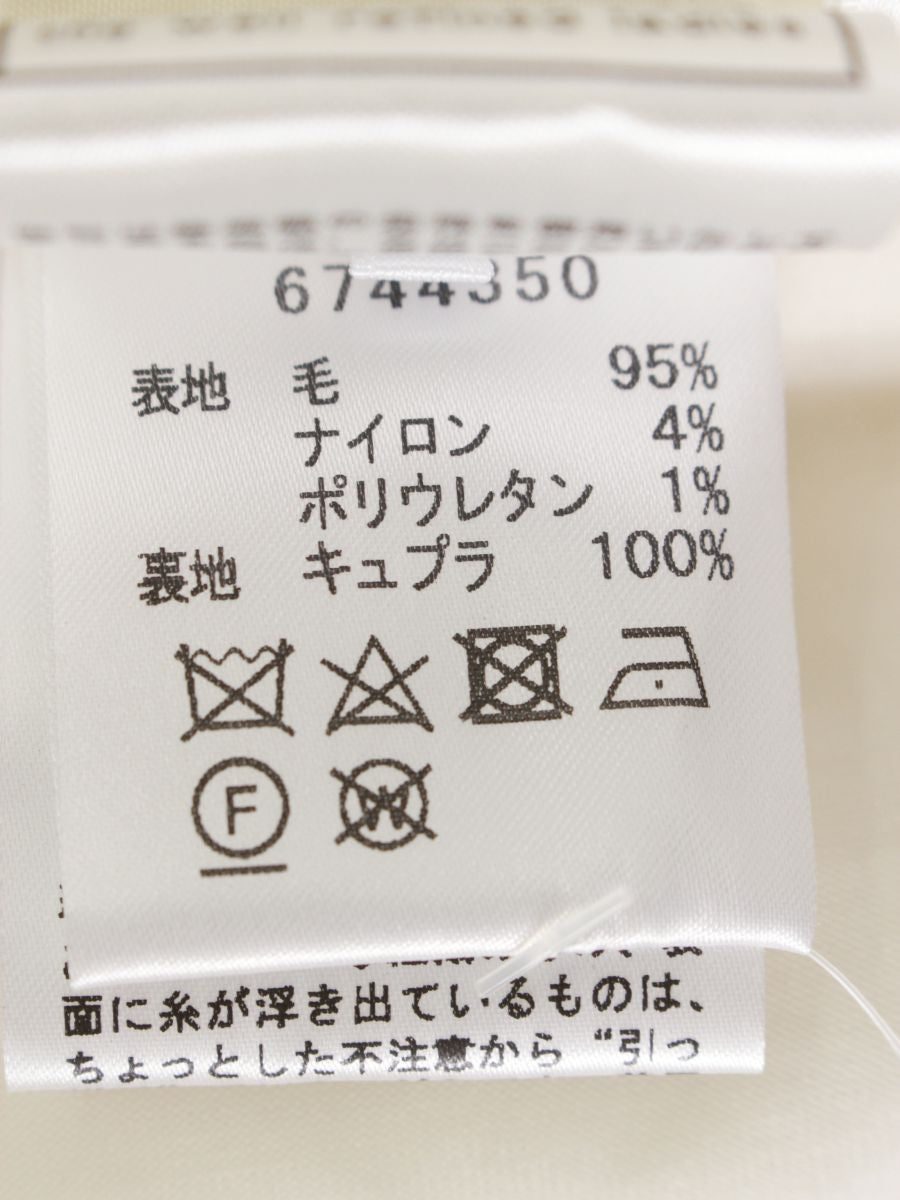 6744350
表地 毛 95%
ナイロン 4%
ポリウレタン 1%
裏地 キュプラ 100%
F
W
面に糸が浮き出ているものは、
ちょっとした不注意から“引っ